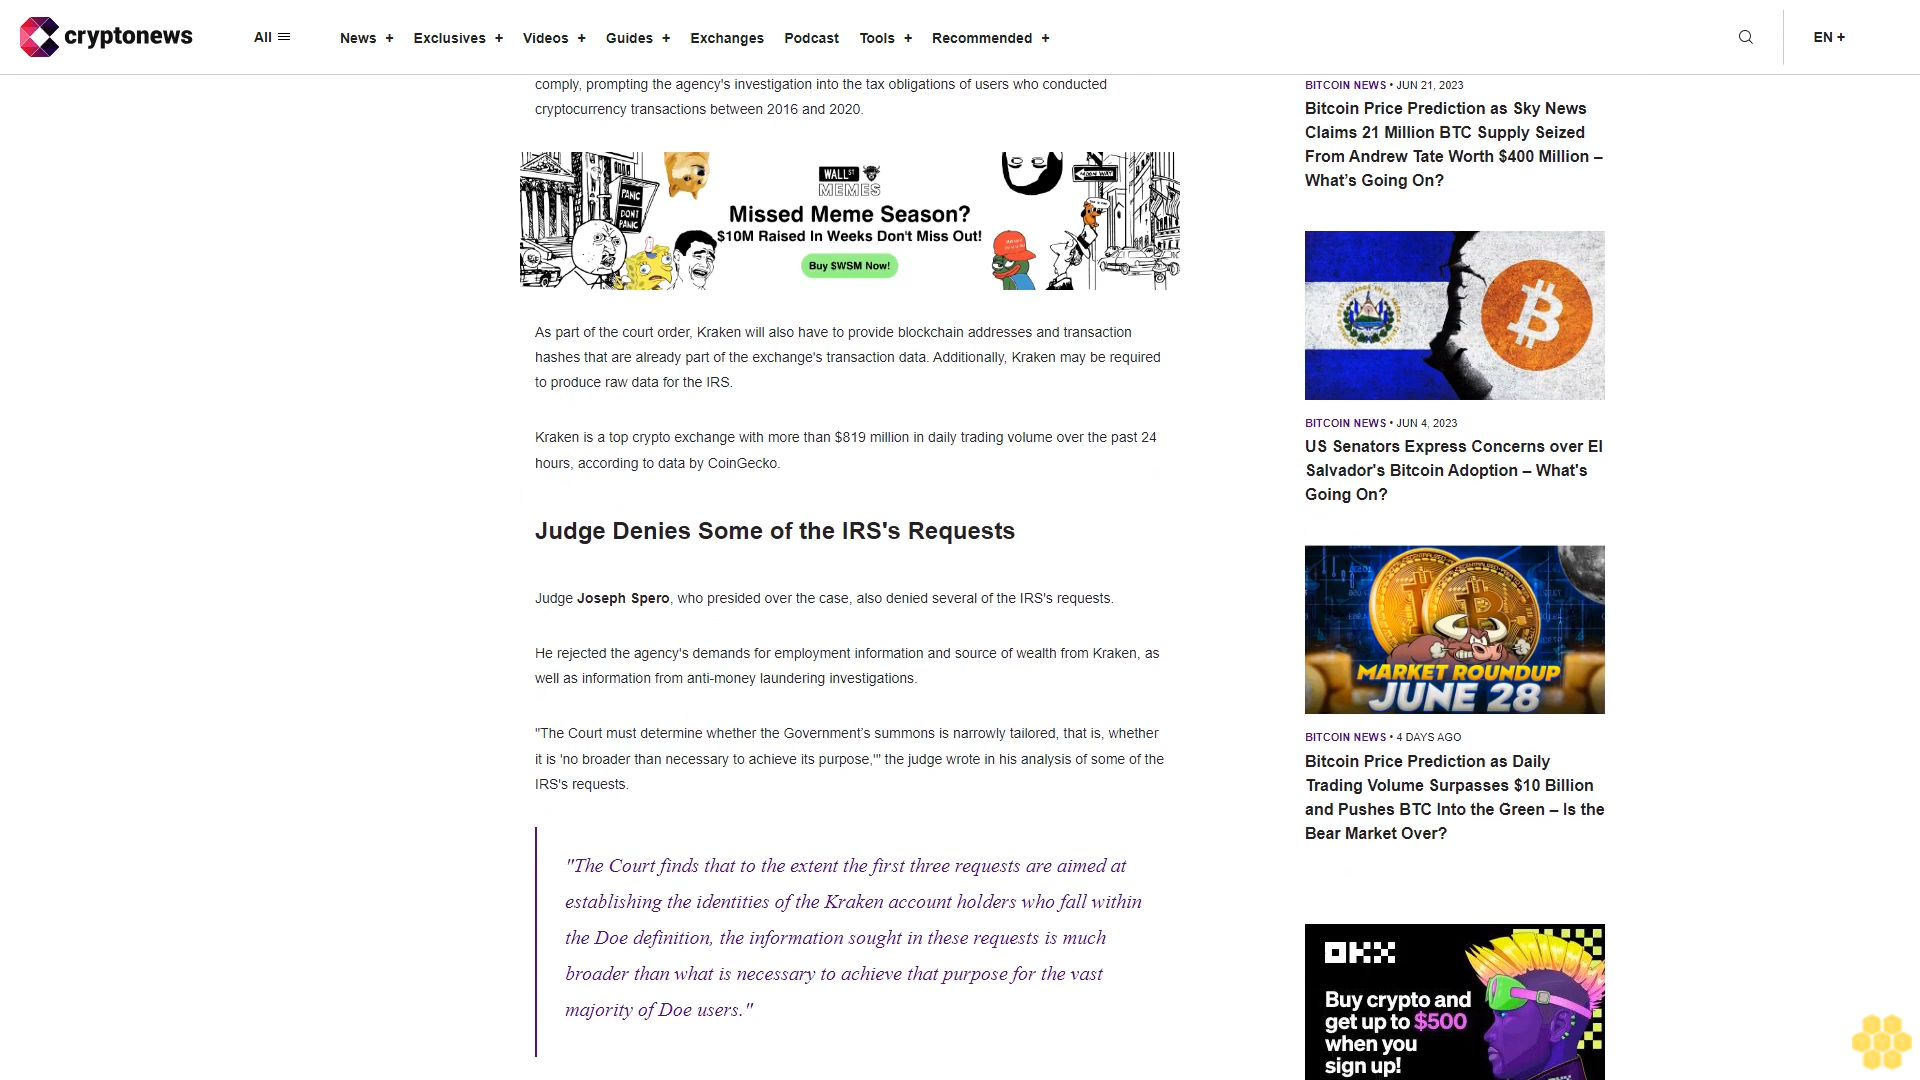 cryptonews
All
News +
Exclusives +
Videos +
Guides +
Exchanges
Podcast
Tools +
Recommended +
EN +
comply, prompting the agency's investigation into the tax obligations of users who conducted
cryptocurrency transactions between 2016 and 2020.
PANIC
DONT
PANIC
WALL ST
MEMES
Missed Meme Season?
$10M Raised In Weeks Don't Miss Out!
Buy $WSM Now!
As part of the court order, Kraken will also have to provide blockchain addresses and transaction
hashes that are already part of the exchange's transaction data. Additionally, Kraken may be required
to produce raw data for the IRS.
Kraken is a top crypto exchange with more than $819 million in daily trading volume over the past 24
hours, according to data by CoinGecko.
Judge Denies Some of the IRS's Requests
Judge Joseph Spero, who presided over the case, also denied several of the IRS's requests.
He rejected the agency's demands for employment information and source of wealth from Kraken, as
well as information from anti-money laundering investigations.
"The Court must determine whether the Government’s summons is narrowly tailored, that is, whether
it is 'no broader than necessary to achieve its purpose,'" the judge wrote in his analysis of some of the
IRS's requests.
"The Court finds that to the extent the first three requests are aimed at
establishing the identities of the Kraken account holders who fall within
the Doe definition, the information sought in these requests is much
broader than what is necessary to achieve that purpose for the vast
majority of Doe users."
BITCOIN NEWS • JUN 21, 2023
Bitcoin Price Prediction as Sky News
Claims 21 Million BTC Supply Seized
From Andrew Tate Worth $400 Million –
What’s Going On?
BITCOIN NEWS • JUN 4, 2023
US Senators Express Concerns over El
Salvador's Bitcoin Adoption – What's
Going On?
MARKET ROUNDUP
JUNE 28
BITCOIN NEWS • 4 DAYS AGO
Bitcoin Price Prediction as Daily
Trading Volume Surpasses $10 Billion
and Pushes BTC Into the Green – Is the
Bear Market Over?
OKX
Buy crypto and
get up to $500
when you
sign up!